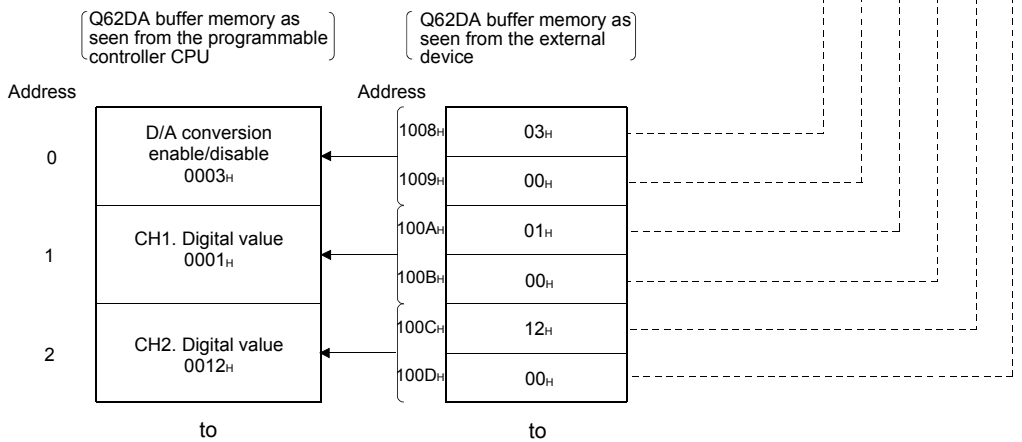 Q62DA buffer memory as
seen from the programmable
controller CPU
Q62DA buffer memory as
seen from the external
device
Address
Address
0
D/A conversion
enable/disable
0003H
1008H
03H
1009H
00H
1
CH1. Digital value
0001H
100AH
01H
100BH
00H
2
CH2. Digital value
0012H
100CH
12H
100DH
00H
to
to